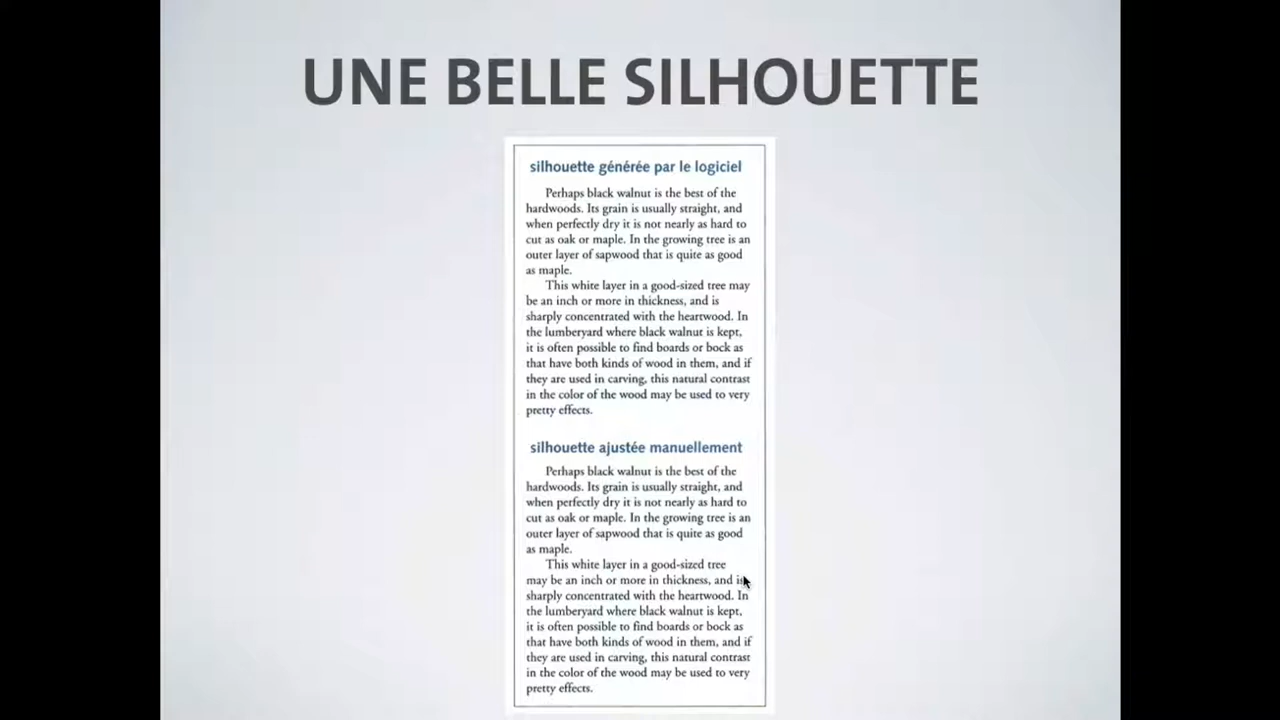 UNE BELLE SILHOUETTE
silhouette générée par le logiciel
Perhaps black walnut is the best of the
hardwoods. Its grain is usually straight, and
when perfectly dry it is not nearly as hard to
cut as oak or maple. In the growing tree is an
outer layer of sapwood that is quite as good
as maple.
This white layer in a good-sized tree may
be an inch or more in thickness, and is
sharply concentrated with the heartwood. In
the lumberyard where black walnut is kept,
it is often possible to find boards or bock as
that have both kinds of wood in them, and if
they are used in carving, this natural contrast
in the color of the wood may be used to very
pretty effects.
silhouette ajustée manuellement
Perhaps black walnut is the best of the
hardwoods. Its grain is usually straight, and
when perfectly dry it is not nearly as hard to
cut as oak or maple. In the growing tree is an
outer layer of sapwood that is quite as good
as maple.
This white layer in a good-sized tree
may be an inch or more in thickness, and is
sharply concentrated with the heartwood. In
the lumberyard where black walnut is kept,
it is often possible to find boards or bock as
that have both kinds of wood in them, and if
they are used in carving, this natural contrast
in the color of the wood may be used to very
pretty effects.